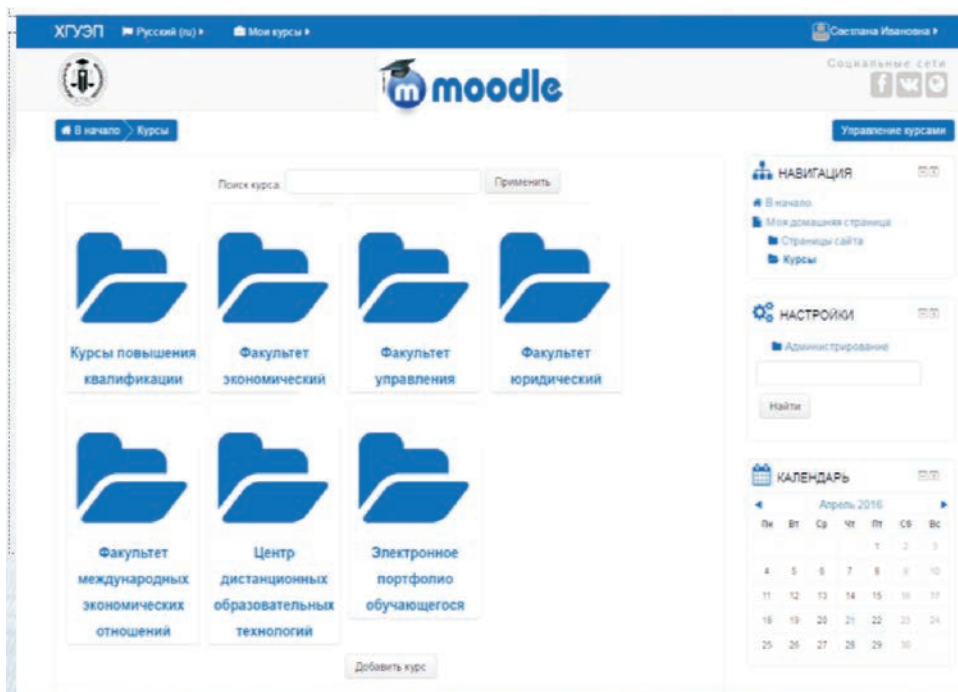 ХГУЭП Русский (ru) Мои курсы Светлана Ивановна
moodle
Социальные сети
В начало Курсы
Управление курсами
Поиск курса: Применить
Курсы повышения
квалификации
Факультет
экономический
Факультет
управления
Факультет
юридический
Факультет
международных
экономических
отношений
Центр
дистанционных
образовательных
технологий
Электронное
портфолио
обучающегося
Добавить курс
НАВИГАЦИЯ
В начало
Моя домашняя страница
Страницы сайта
Курсы
НАСТРОЙКИ
Администрирование
Найти
КАЛЕНДАРЬ
Апрель 2016
Пн Вт Ср Чт Пт Сб Вс
1 2 3
4 5 6 7 8 9 10
11 12 13 14 15 16 17
18 19 20 21 22 23 24
25 26 27 28 29 30